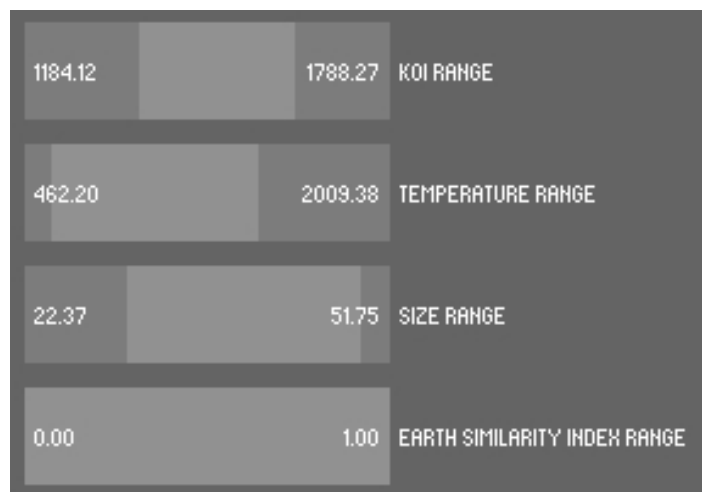 1184.12 1788.27 KOI RANGE
462.20 2009.38 TEMPERATURE RANGE
22.37 51.75 SIZE RANGE
0.00 1.00 EARTH SIMILARITY INDEX RANGE